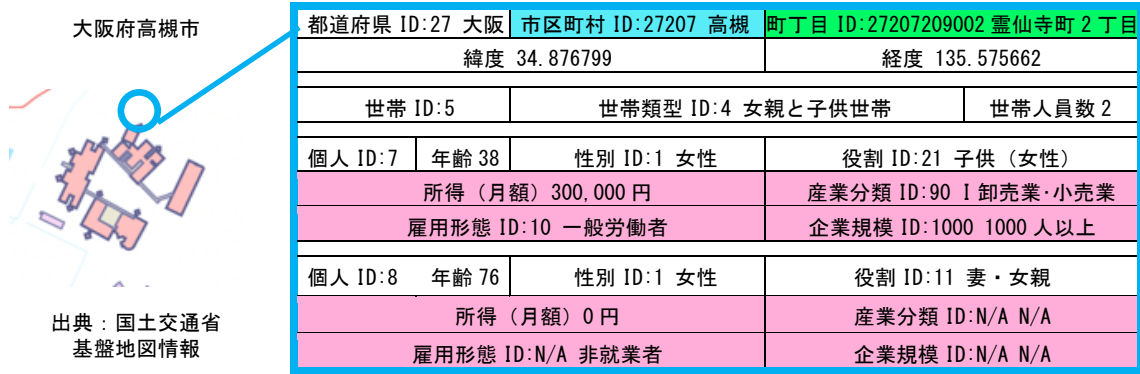 大阪府高槻市
都道府県 ID:27 大阪 市区町村 ID:27207 高槻 町丁目 ID:27207209002 霊仙寺町 2 丁目
緯度 34.876799 経度 135.575662
世帯 ID:5 世帯類型 ID:4 女親と子供世帯 世帯人員数 2
個人 ID:7 年齢 38 性別 ID:1 女性 役割 ID:21 子供（女性）
所得（月額）300,000 円 産業分類 ID:90 I 卸売業・小売業
雇用形態 ID:10 一般労働者 企業規模 ID:1000 1000 人以上
個人 ID:8 年齢 76 性別 ID:1 女性 役割 ID:11 妻・女親
所得（月額）0 円 産業分類 ID:N/A N/A
雇用形態 ID:N/A 非就業者 企業規模 ID:N/A N/A
出典：国土交通省
基盤地図情報